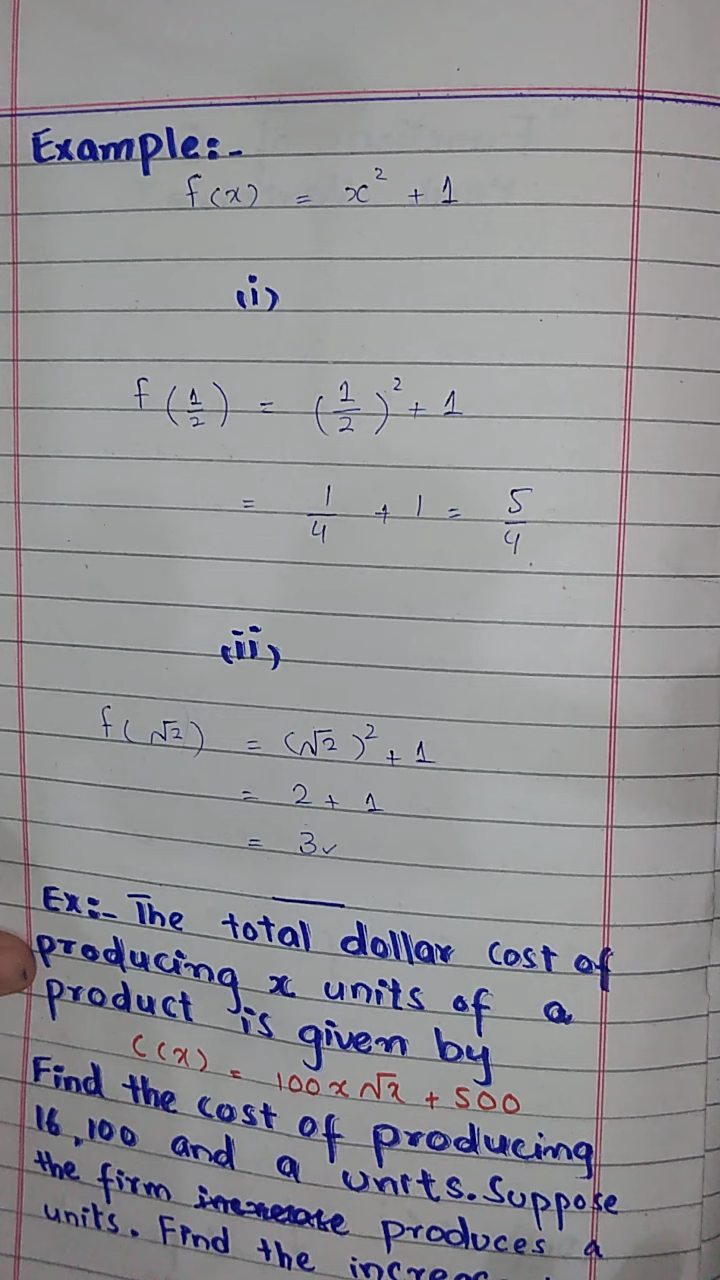 Example:-
f(x) = x² + 1
(i)
f(1/2) = (1/2)² + 1
= 1/4 + 1 = 5/4
(ii)
f(√2) = (√2)² + 1
= 2 + 1
= 3
Ex:- The total dollar cost of
producing x units of a
product is given by
C(x) = 100x√x + 500
Find the cost of producing
16,100 and a units. Suppose
the firm produces a
units. Find the